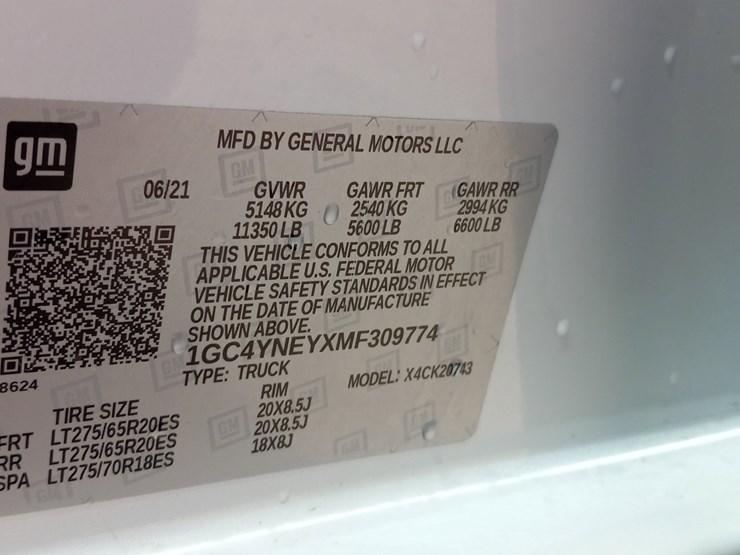 gm
MFD BY GENERAL MOTORS LLC
06/21 GVWR GAWR FRT GAWR RR
5148 KG 2540 KG 2994 KG
11350 LB 5600 LB 6600 LB
THIS VEHICLE CONFORMS TO ALL
APPLICABLE U.S. FEDERAL MOTOR
VEHICLE SAFETY STANDARDS IN EFFECT
ON THE DATE OF MANUFACTURE
SHOWN ABOVE.
1GC4YNEYXMF309774
8624
TYPE: TRUCK MODEL: X4CK20743
TIRE SIZE RIM
FRT LT275/65R20ES 20X8.5J
RR LT275/65R20ES 20X8.5J
SPA LT275/70R18ES 18X8J